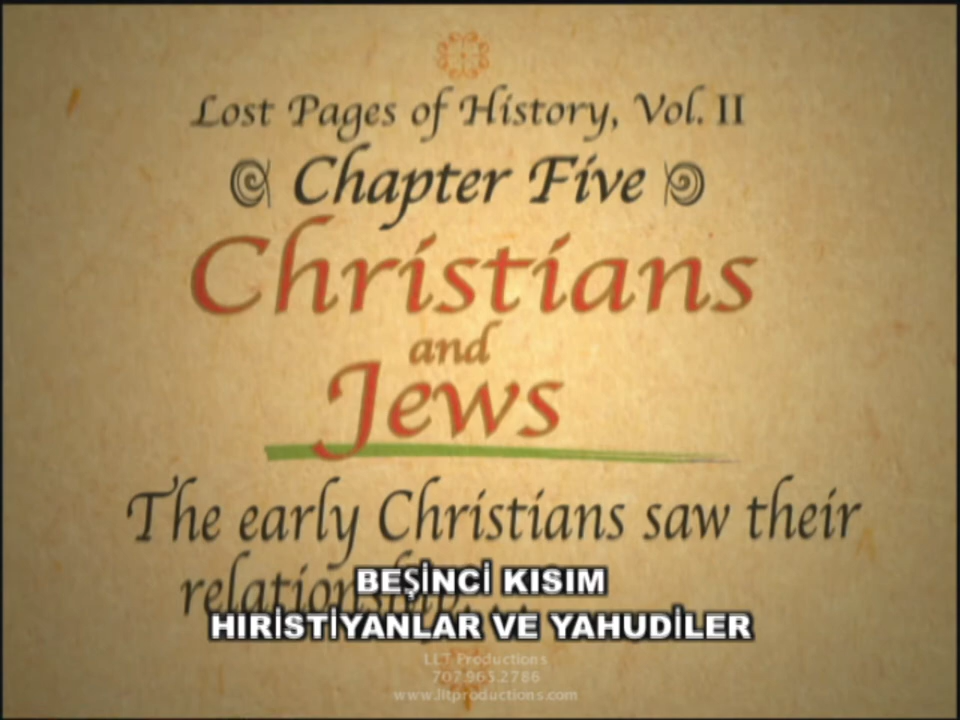 Lost Pages of History, Vol. II
Chapter Five
Christians
and
Jews
The early Christians saw their
relationship. . .
BEŞİNCİ KISIM
HIRİSTİYANLAR VE YAHUDİLER
LLT Productions
707.963.2786
www.lltproductions.com